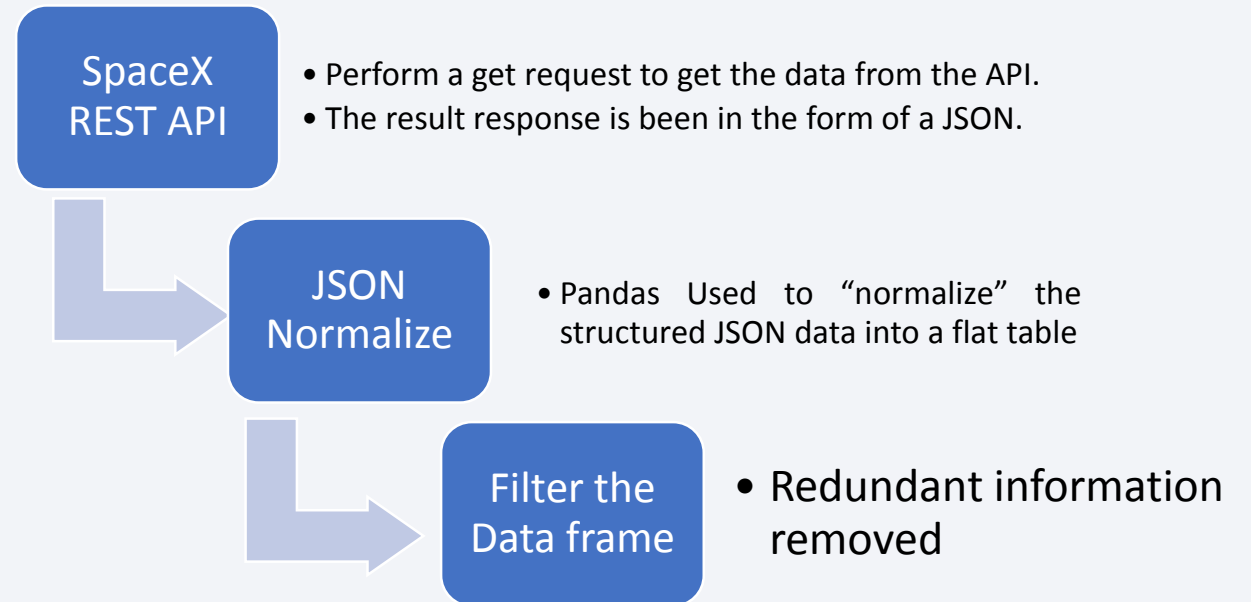 SpaceX
REST API
• Perform a get request to get the data from the API.
• The result response is been in the form of a JSON.
JSON
Normalize
• Pandas Used to “normalize” the
structured JSON data into a flat table
Filter the
Data frame
• Redundant information
removed